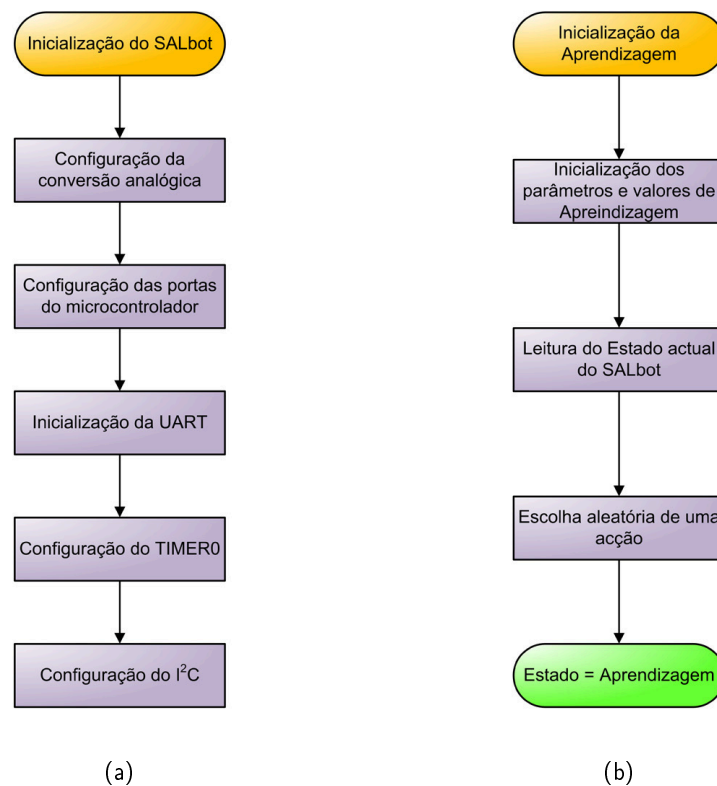 Inicialização do SALbot
Configuração da
conversão analógica
Configuração das portas
do microcontrolador
Inicialização da UART
Configuração do TIMER0
Configuração do I²C
(a)
Inicialização da
Aprendizagem
Inicialização dos
parâmetros e valores de
Apreindizagem
Leitura do Estado actual
do SALbot
Escolha aleatória de uma
acção
Estado = Aprendizagem
(b)